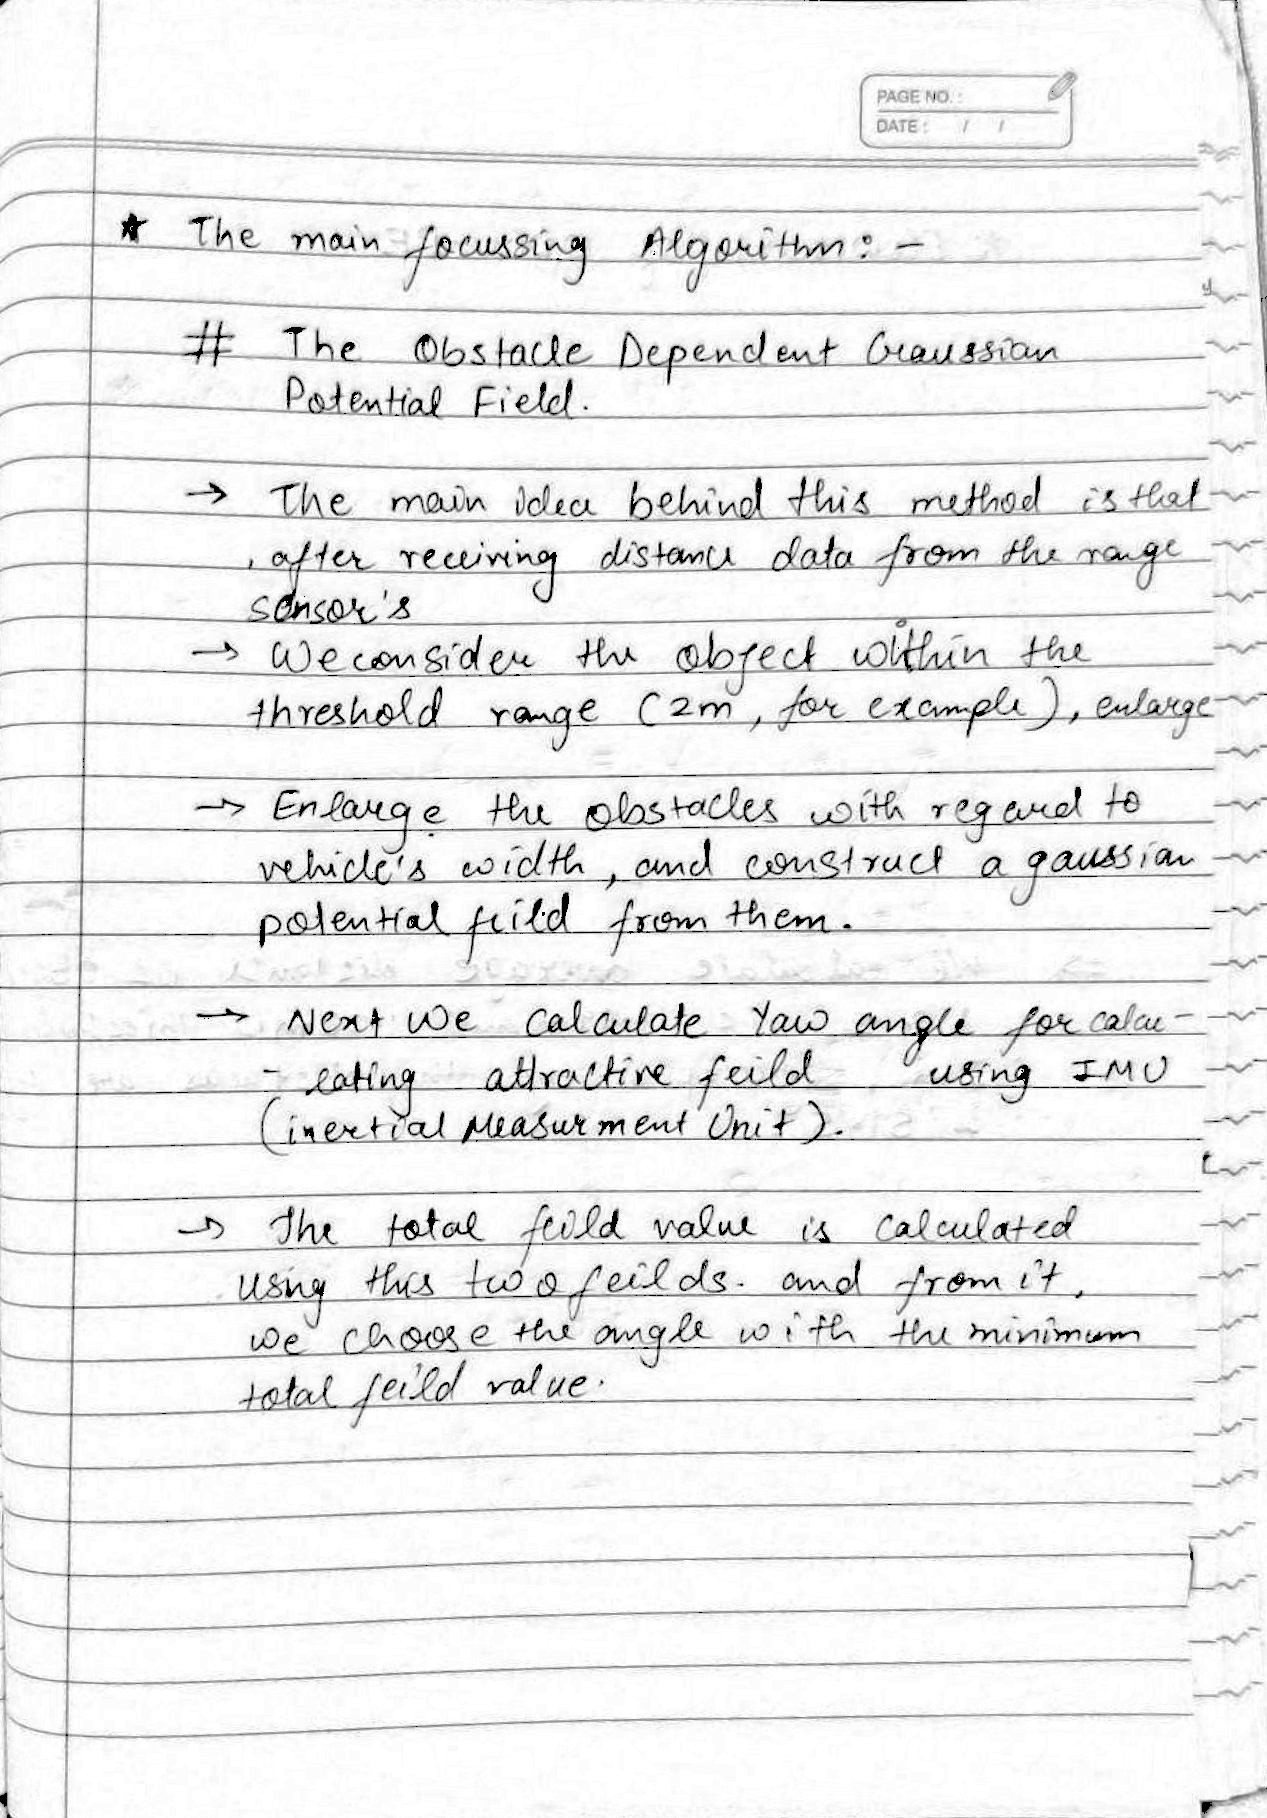 PAGE NO. :
DATE : / /
★ The main focussing Algorithm: -
# The Obstacle Dependent Gaussian
Potential Field.
→ The main idea behind this method is that
, after receiving distance data from the range
sensor's
→ We consider the object within the
threshold range (2m, for example), enlarge
→ Enlarge the obstacles with regard to
vehicle's width, and construct a gaussian
potential feild from them.
→ Next we calculate Yaw angle for calcu-
- lating attractive feild using IMU
(inertial Measurment Unit).
→ The total feild value is calculated
using this two feilds. and from it,
we choose the angle with the minimum
total feild value.